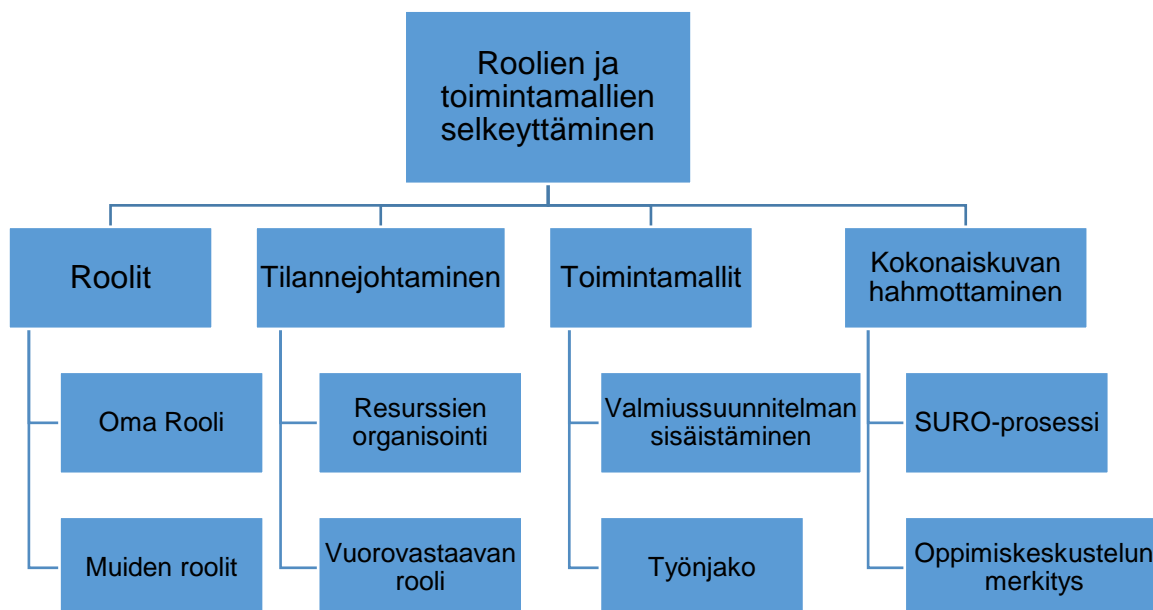 Roolien ja
toimintamallien
selkeyttäminen
Roolit
Tilannejohtaminen
Toimintamallit
Kokonaiskuvan
hahmottaminen
Oma Rooli
Resurssien
organisointi
Valmiussuunnitelman
sisäistäminen
SURO-prosessi
Muiden roolit
Vuorovastaavan
rooli
Työnjako
Oppimiskeskustelun
merkitys